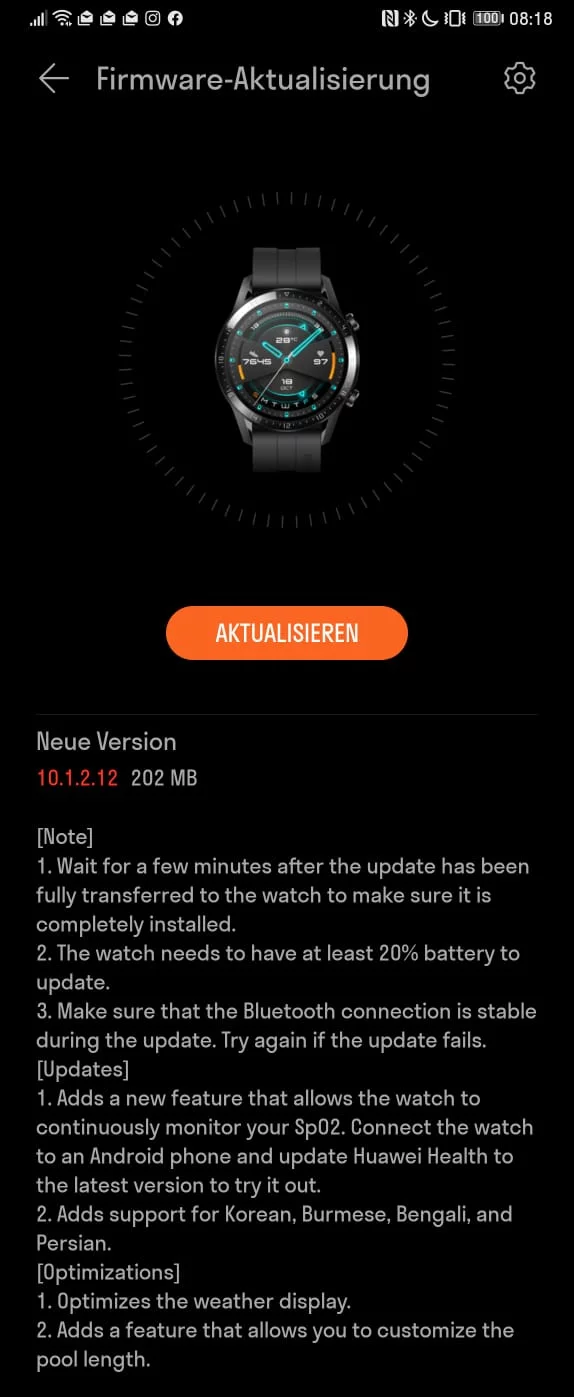 100 08:18
Firmware-Aktualisierung
28°C
7645 97
18
OCT
M T W T F
AKTUALISIEREN
Neue Version
10.1.2.12 202 MB
[Note]
1. Wait for a few minutes after the update has been
fully transferred to the watch to make sure it is
completely installed.
2. The watch needs to have at least 20% battery to
update.
3. Make sure that the Bluetooth connection is stable
during the update. Try again if the update fails.
[Updates]
1. Adds a new feature that allows the watch to
continuously monitor your SpO2. Connect the watch
to an Android phone and update Huawei Health to
the latest version to try it out.
2. Adds support for Korean, Burmese, Bengali, and
Persian.
[Optimizations]
1. Optimizes the weather display.
2. Adds a feature that allows you to customize the
pool length.